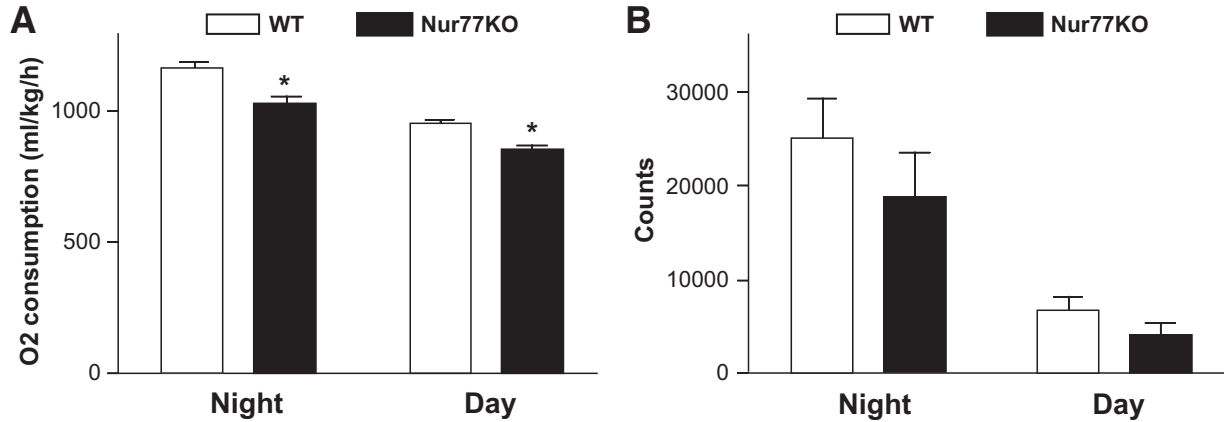 A
WT Nur77KO
O2 consumption (ml/kg/h)
1000
500
0
*
*
Night Day
B
WT Nur77KO
Counts
30000
20000
10000
0
Night Day